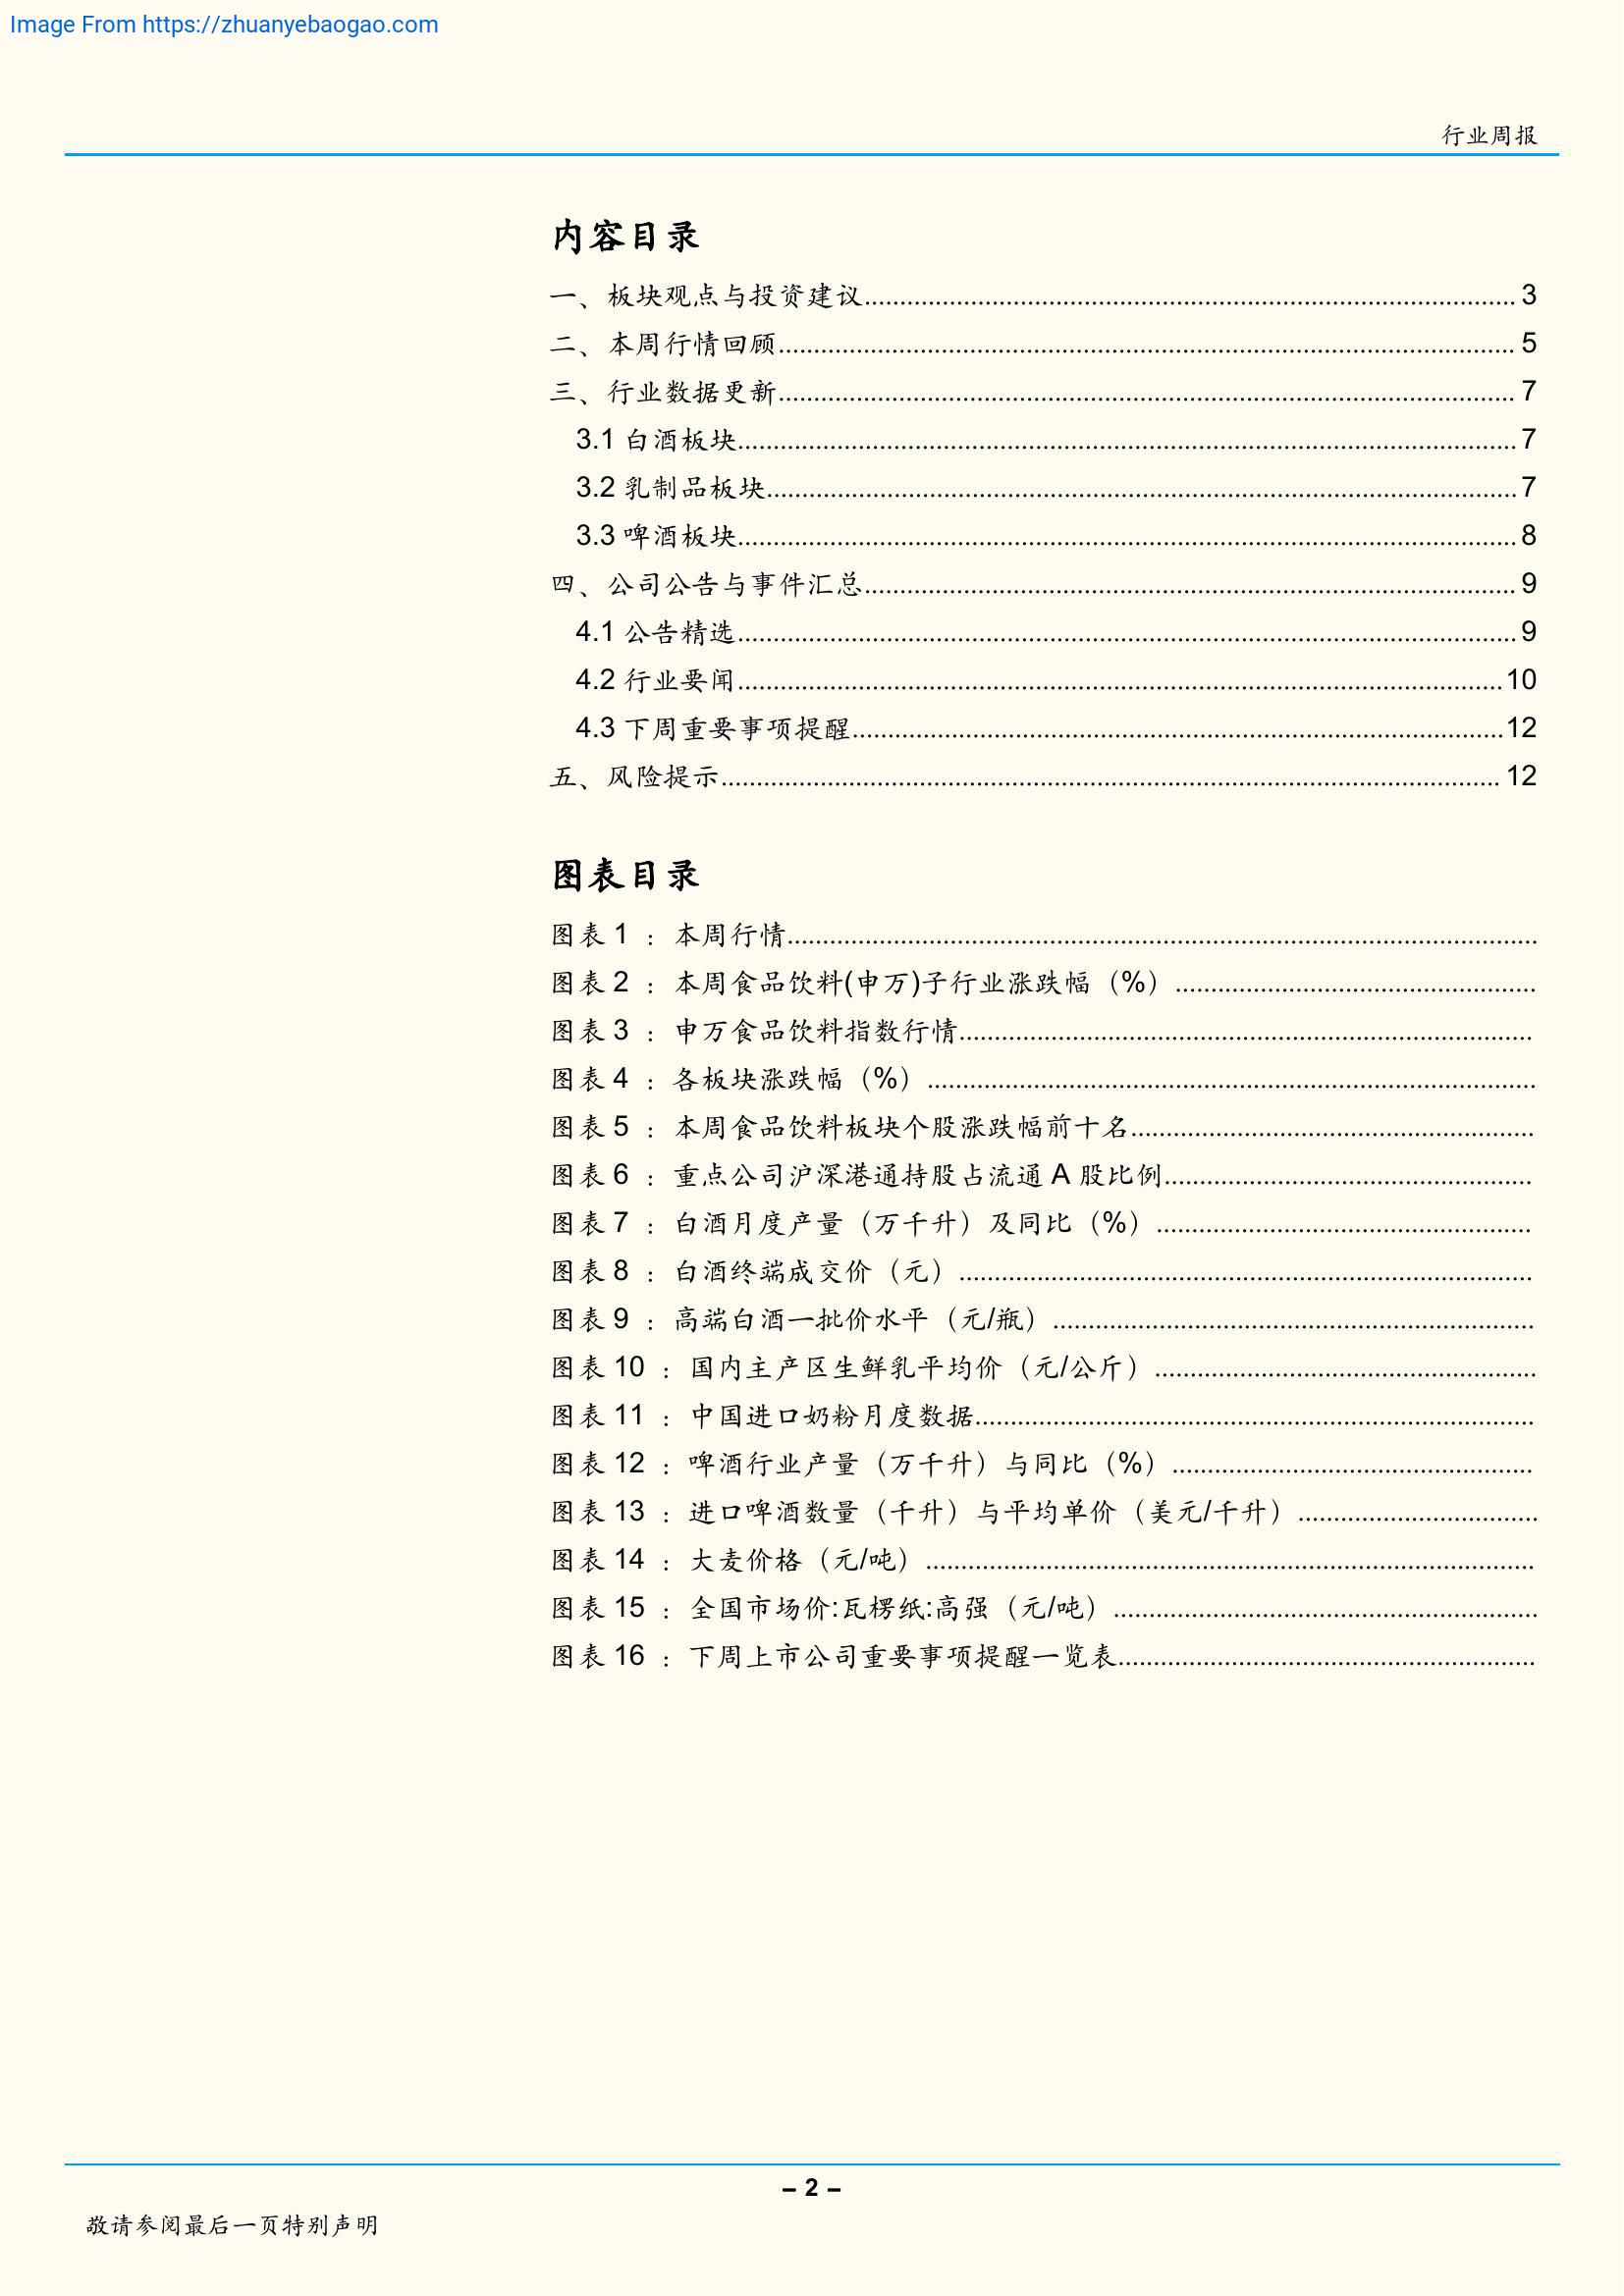 Image From https://zhuanyebaogao.com
行业周报
内容目录
一、板块观点与投资建议........................................ 3
二、本周行情回顾........................................ 5
三、行业数据更新........................................ 7
3.1 白酒板块........................................ 7
3.2 乳制品板块........................................ 7
3.3 啤酒板块........................................ 8
四、公司公告与事件汇总........................................ 9
4.1 公告精选........................................ 9
4.2 行业要闻........................................ 10
4.3 下周重要事项提醒........................................ 12
五、风险提示........................................ 12
图表目录
图表 1 ：本周行情........................................
图表 2 ：本周食品饮料(申万)子行业涨跌幅（%）........................................
图表 3 ：申万食品饮料指数行情........................................
图表 4 ：各板块涨跌幅（%）........................................
图表 5 ：本周食品饮料板块个股涨跌幅前十名........................................
图表 6 ：重点公司沪深港通持股占流通 A 股比例........................................
图表 7 ：白酒月度产量（万千升）及同比（%）........................................
图表 8 ：白酒终端成交价（元）........................................
图表 9 ：高端白酒一批价水平（元/瓶）........................................
图表 10 ：国内主产区生鲜乳平均价（元/公斤）........................................
图表 11 ：中国进口奶粉月度数据........................................
图表 12 ：啤酒行业产量（万千升）与同比（%）........................................
图表 13 ：进口啤酒数量（千升）与平均单价（美元/千升）........................................
图表 14 ：大麦价格（元/吨）........................................
图表 15 ：全国市场价:瓦楞纸:高强（元/吨）........................................
图表 16 ：下周上市公司重要事项提醒一览表........................................
- 2 -
敬请参阅最后一页特别声明